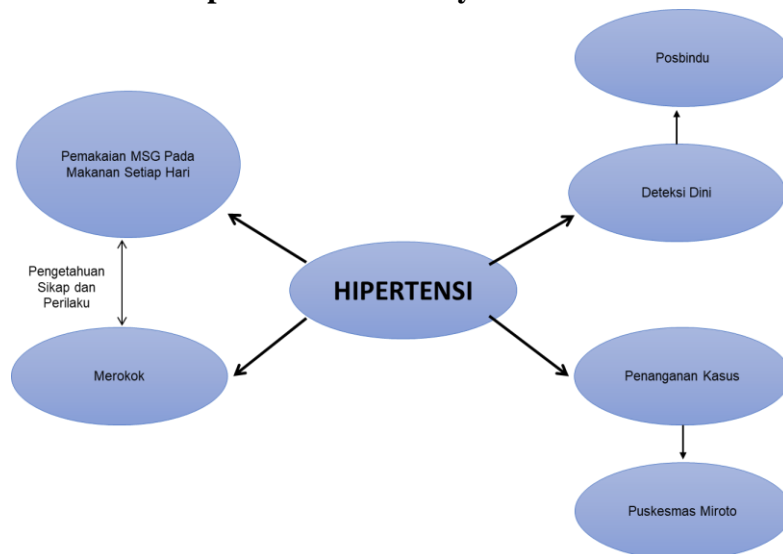 Posbindu
Pemakaian MSG Pada
Makanan Setiap Hari
Deteksi Dini
Pengetahuan
Sikap dan
Perilaku
HIPERTENSI
Merokok
Penanganan Kasus
Puskesmas Miroto